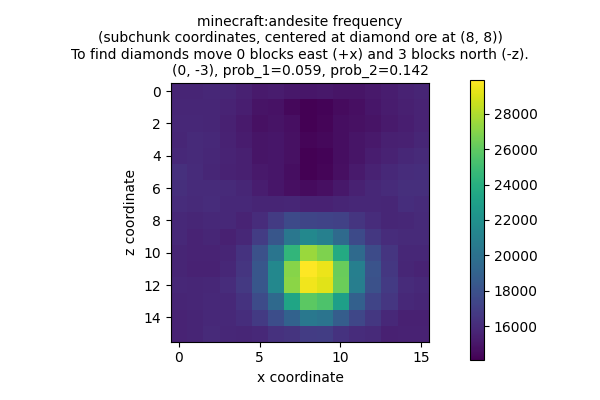 minecraft:andesite frequency
(subchunk coordinates, centered at diamond ore at (8, 8))
To find diamonds move 0 blocks east (+x) and 3 blocks north (-z).
(0, -3), prob_1=0.059, prob_2=0.142
0
2
4
6
8
10
12
14
z coordinate
0 5 10 15
x coordinate
28000
26000
24000
22000
20000
18000
16000